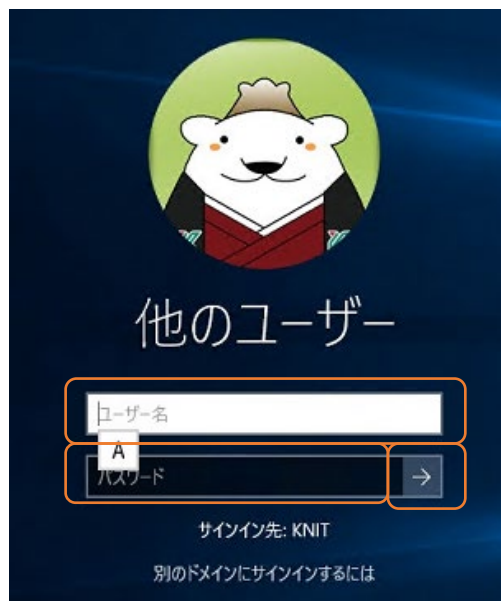 他のユーザー
ユーザー名
A
パスワード
サインイン先: KNIT
別のドメインにサインインするには